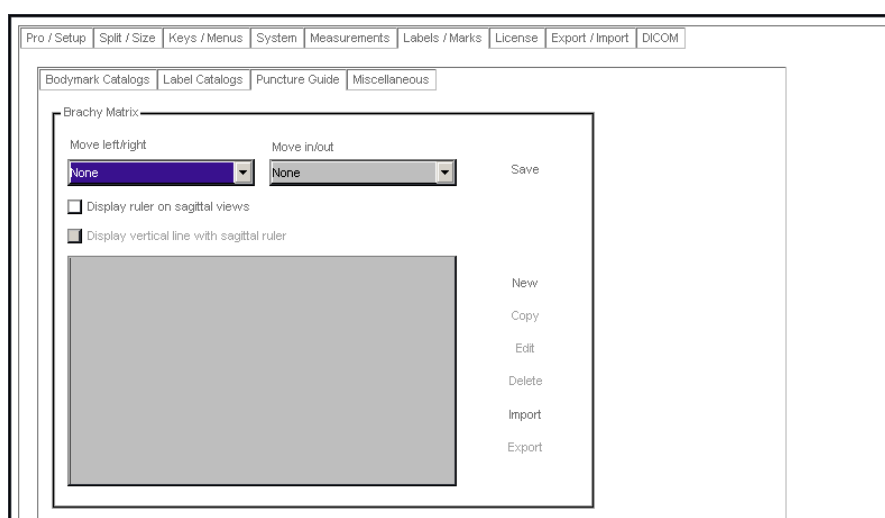 Pro / Setup Split / Size Keys / Menus System Measurements Labels / Marks License Export / Import DICOM
Bodymark Catalogs Label Catalogs Puncture Guide Miscellaneous
Brachy Matrix
Move left/right Move in/out
None None Save
Display ruler on sagittal views
Display vertical line with sagittal ruler
New
Copy
Edit
Delete
Import
Export